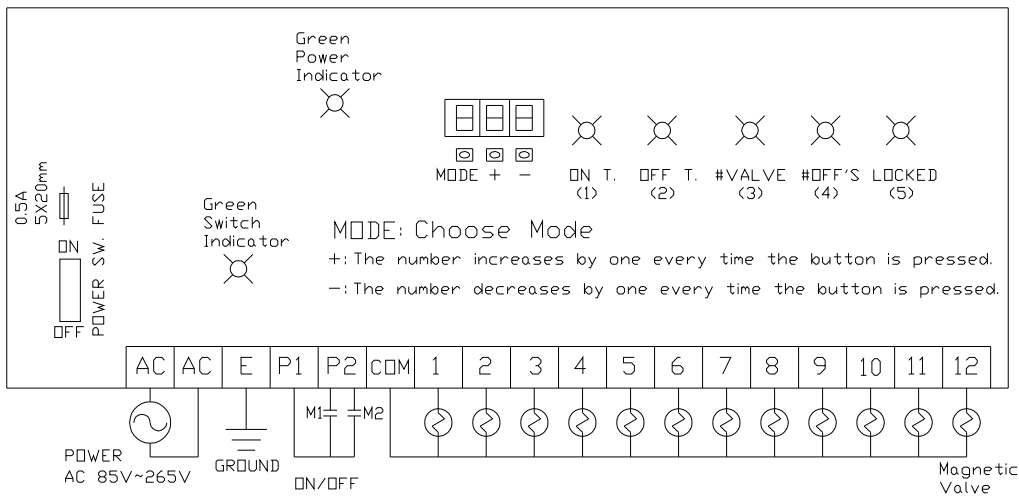 Green
Power
Indicator
MODE + −
ON T.
(1)
OFF T.
(2)
#VALVE
(3)
#OFF'S
(4)
LOCKED
(5)
0.5A
5X20mm
FUSE
ON
POWER SW.
OFF
Green
Switch
Indicator
MODE: Choose Mode
+: The number increases by one every time the button is pressed.
−: The number decreases by one every time the button is pressed.
AC AC E P1 P2 COM 1 2 3 4 5 6 7 8 9 10 11 12
M1 M2
POWER
AC 85V~265V
GROUND
ON/OFF
Magnetic
Valve